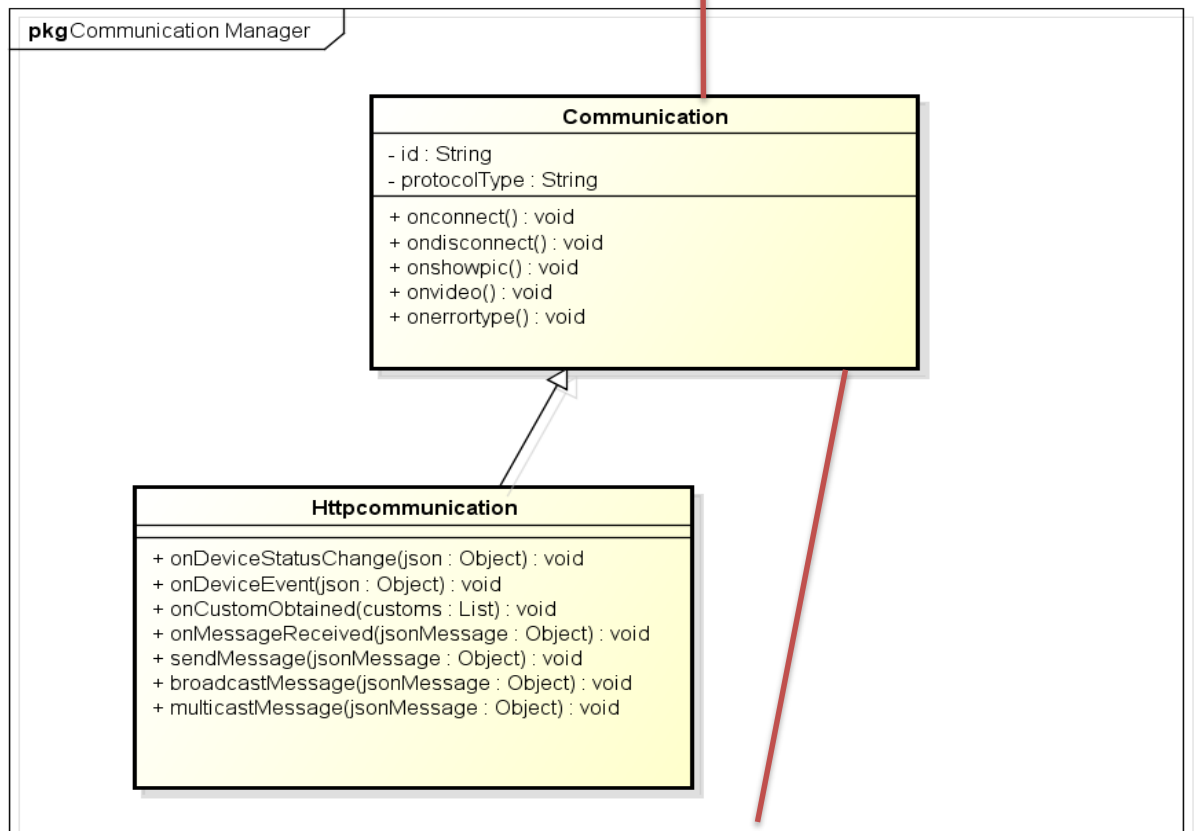 pkg Communication Manager
Communication
- id : String
- protocolType : String
+ onconnect() : void
+ ondisconnect() : void
+ onshowpic() : void
+ onvideo() : void
+ onerrortype() : void
Httpcommunication
+ onDeviceStatusChange(json : Object) : void
+ onDeviceEvent(json : Object) : void
+ onCustomObtained(customs : List) : void
+ onMessageReceived(jsonMessage : Object) : void
+ sendMessage(jsonMessage : Object) : void
+ broadcastMessage(jsonMessage : Object) : void
+ multicastMessage(jsonMessage : Object) : void